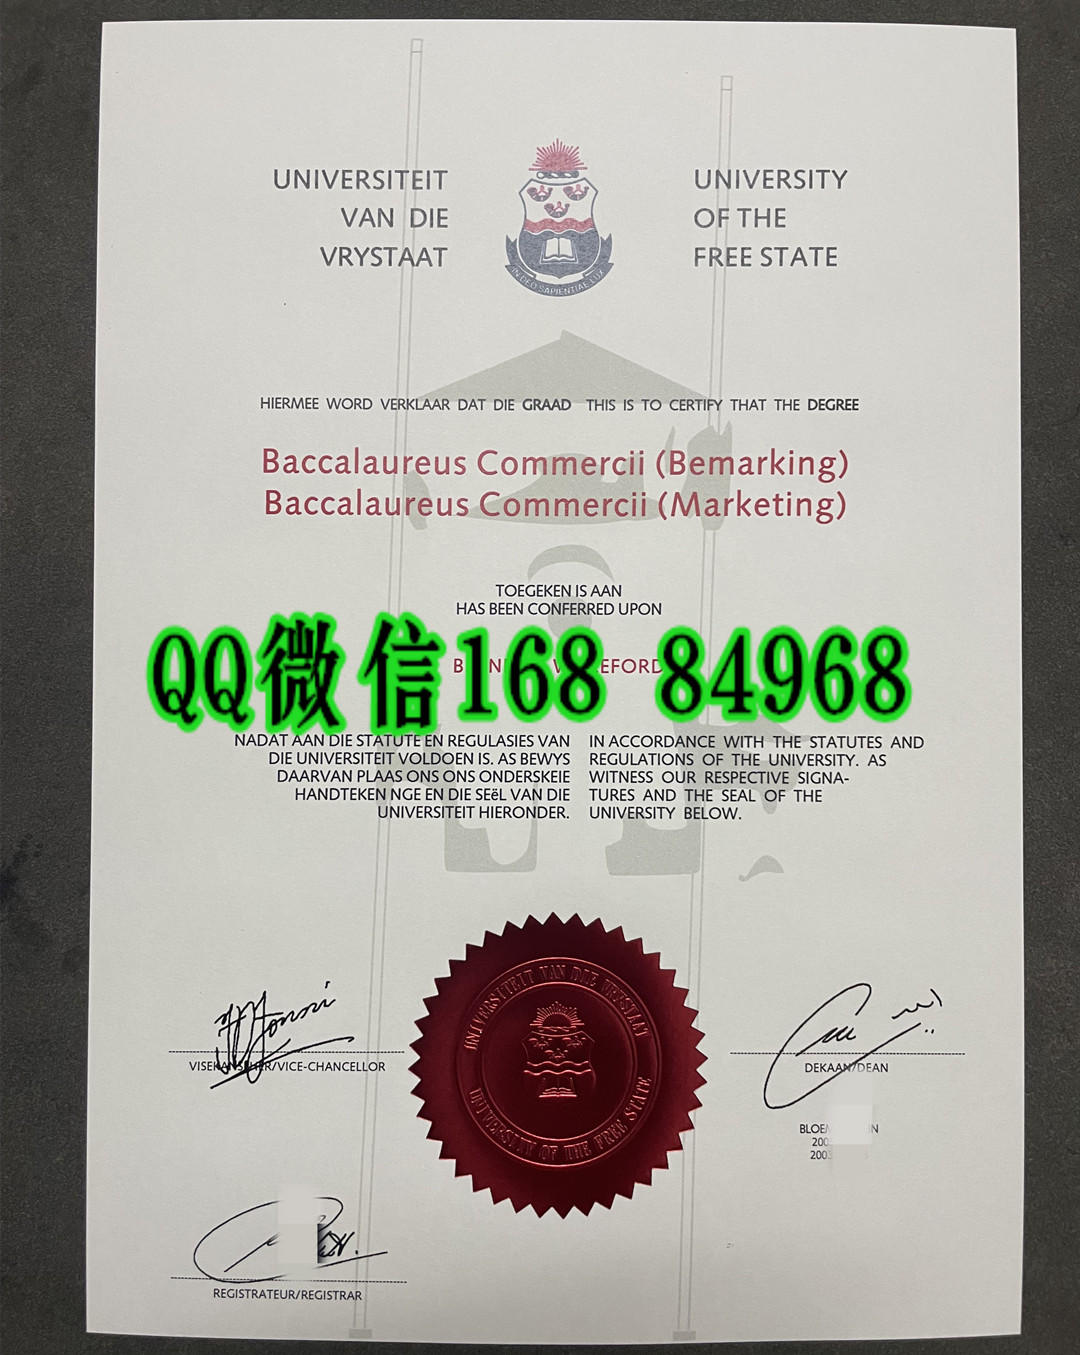 UNIVERSITEIT
VAN DIE
VRYSTAAT
UNIVERSITY
OF THE
FREE STATE
IN DEO SAPIENTIAE LUX
HIERMEE WORD VERKLAAR DAT DIE GRAAD THIS IS TO CERTIFY THAT THE DEGREE
Baccalaureus Commercii (Bemarking)
Baccalaureus Commercii (Marketing)
TOEGEKEN IS AAN
HAS BEEN CONFERRED UPON
QQ微信168 84968
NADAT AAN DIE STATUTE EN REGULASIES VAN
DIE UNIVERSITEIT VOLDOEN IS. AS BEWYS
DAARVAN PLAAS ONS ONS ONDERSKEIE
HANDTEKEN NGE EN DIE SEëL VAN DIE
UNIVERSITEIT HIERONDER.
IN ACCORDANCE WITH THE STATUTES AND
REGULATIONS OF THE UNIVERSITY. AS
WITNESS OUR RESPECTIVE SIGNA-
TURES AND THE SEAL OF THE
UNIVERSITY BELOW.
UNIVERSITEIT VAN DIE VRYSTAAT
UNIVERSITY OF THE FREE STATE
VICE-CHANCELLOR
DEKAAN/DEAN
REGISTRATEUR/REGISTRAR